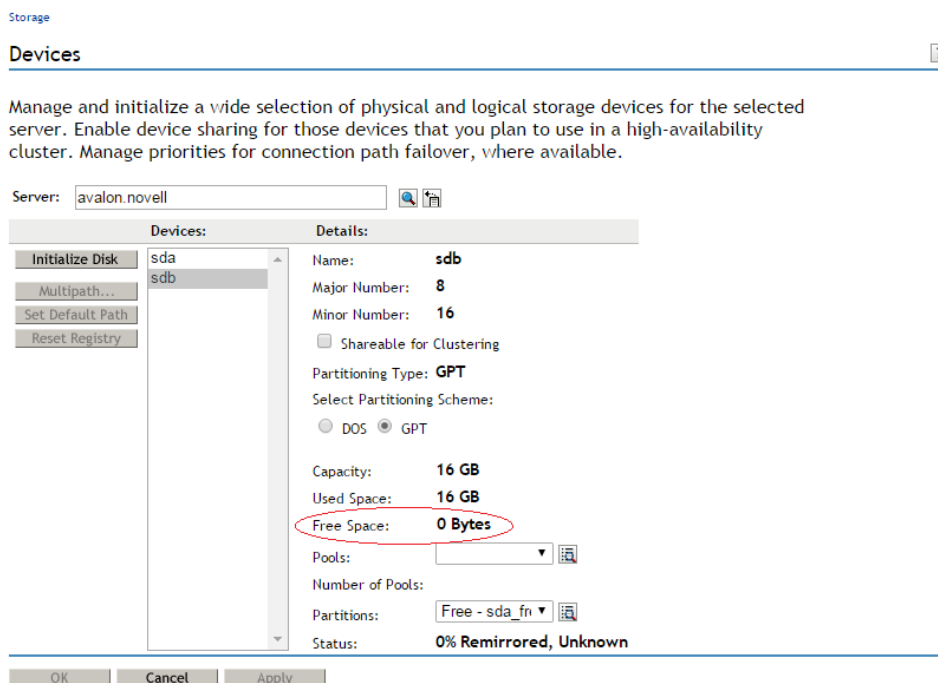 Storage
Devices
Manage and initialize a wide selection of physical and logical storage devices for the selected
server. Enable device sharing for those devices that you plan to use in a high-availability
cluster. Manage priorities for connection path failover, where available.
Server: avalon.novell
Devices: Details:
Initialize Disk sda Name: sdb
sdb
Multipath... Major Number: 8
Set Default Path Minor Number: 16
Reset Registry Shareable for Clustering
Partitioning Type: GPT
Select Partitioning Scheme:
DOS GPT
Capacity: 16 GB
Used Space: 16 GB
Free Space: 0 Bytes
Pools:
Number of Pools:
Partitions: Free - sda_fr
Status: 0% Remirrored, Unknown
OK Cancel Apply